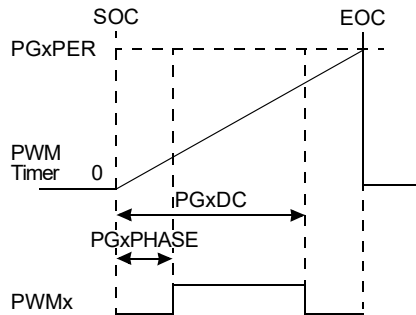 SOC
EOC
PGxPER
PWM
Timer 0
PGxDC
PGxPHASE
PWMx